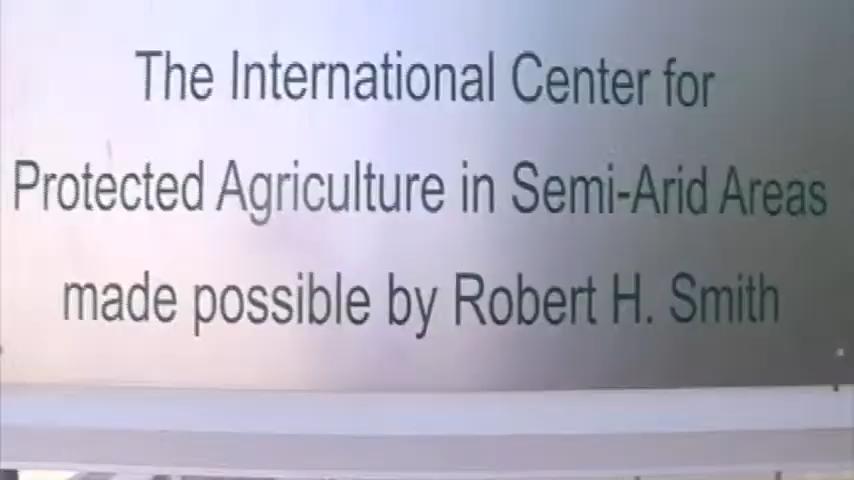 The International Center for
Protected Agriculture in Semi-Arid Areas
made possible by Robert H. Smith